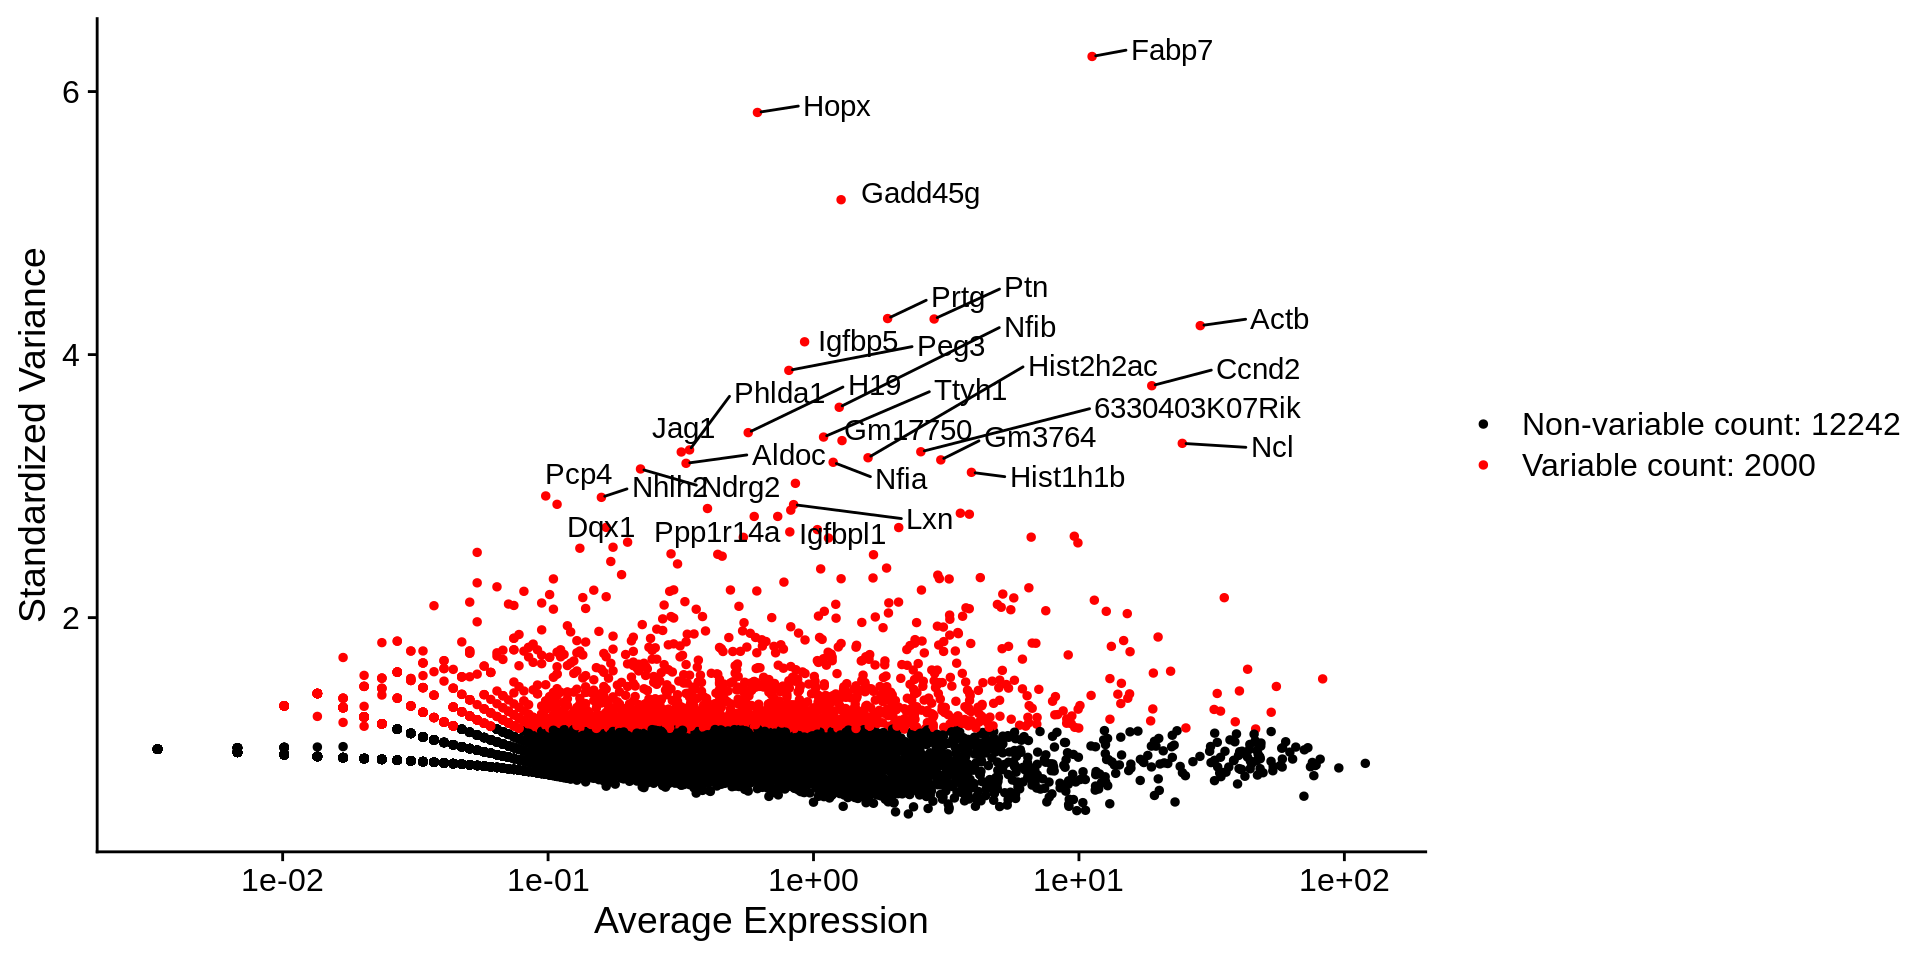 Fabp7
Hopx
Gadd45g
Ptn
Prtg
Actb
Nfib
Igfbp5
Peg3
Hist2h2ac
Ccnd2
H19
Ttyh1
Phlda1
6330403K07Rik
Jag1
Gm17750
Gm3764
Ncl
Aldoc
Pcp4
Nfia
Hist1h1b
Nhlh2
Ndrg2
Lxn
Dqx1
Ppp1r14a
Igfbpl1
6
4
2
Standardized Variance
1e-02
1e-01
1e+00
1e+01
1e+02
Average Expression
Non-variable count: 12242
Variable count: 2000